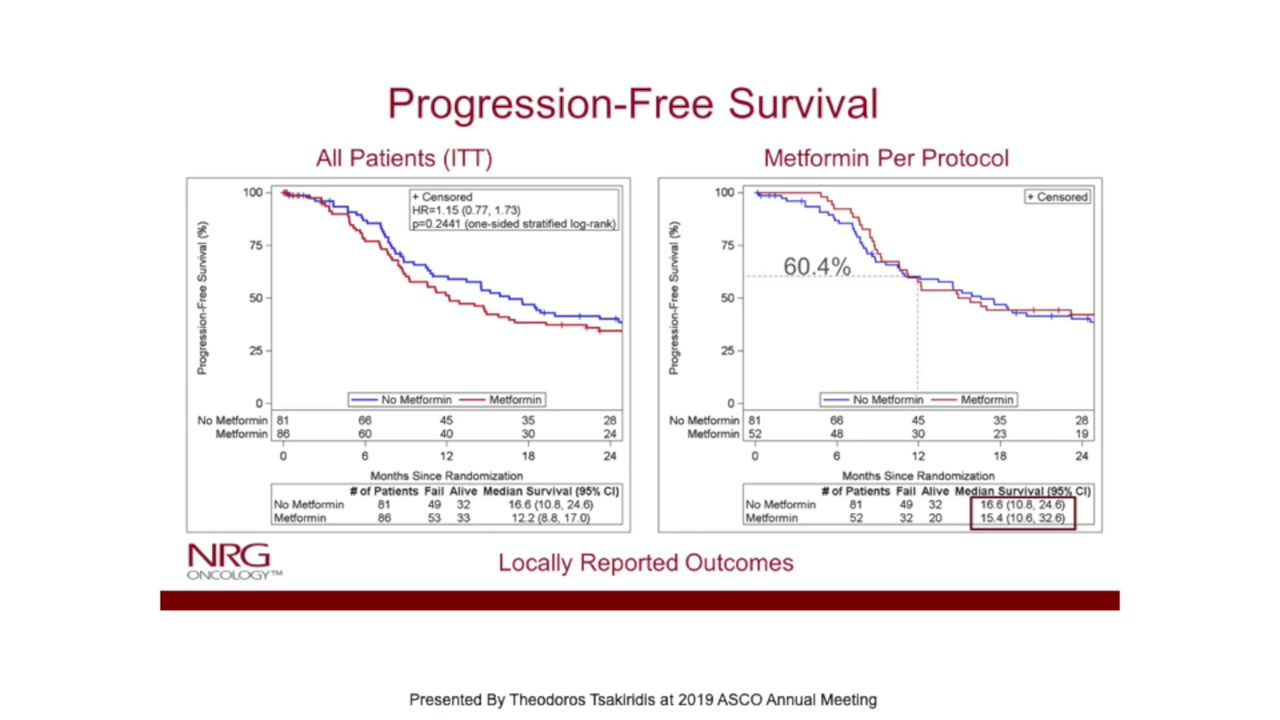 Progression-Free Survival
All Patients (ITT)
100
75
50
25
0
Progression-Free Survival (%)
+ Censored
HR=1.15 (0.77, 1.73)
p=0.2441 (one-sided stratified log-rank)
No Metformin Metformin
No Metformin 81 66 45 35 28
Metformin 86 60 40 30 24
0 6 12 18 24
Months Since Randomization
# of Patients Fail Alive Median Survival (95% CI)
No Metformin 81 49 32 16.6 (10.8, 24.6)
Metformin 86 53 33 12.2 (8.8, 17.0)
Metformin Per Protocol
100
75
50
25
0
Progression-Free Survival (%)
+ Censored
60.4%
No Metformin Metformin
No Metformin 81 66 45 35 28
Metformin 52 48 30 23 19
0 6 12 18 24
Months Since Randomization
# of Patients Fail Alive Median Survival (95% CI)
No Metformin 81 49 32 16.6 (10.8, 24.6)
Metformin 52 32 20 15.4 (10.6, 32.6)
NRG
ONCOLOGY™
Locally Reported Outcomes
Presented By Theodoros Tsakiridis at 2019 ASCO Annual Meeting